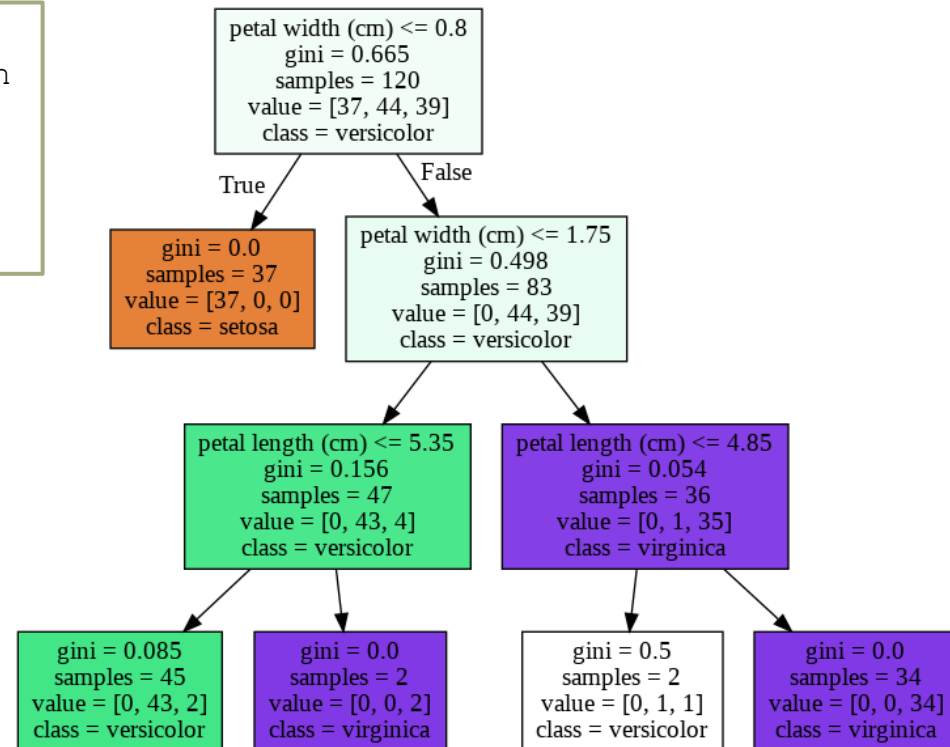 petal width (cm) <= 0.8
gini = 0.665
samples = 120
value = [37, 44, 39]
class = versicolor
True
False
gini = 0.0
samples = 37
value = [37, 0, 0]
class = setosa
petal width (cm) <= 1.75
gini = 0.498
samples = 83
value = [0, 44, 39]
class = versicolor
petal length (cm) <= 5.35
gini = 0.156
samples = 47
value = [0, 43, 4]
class = versicolor
petal length (cm) <= 4.85
gini = 0.054
samples = 36
value = [0, 1, 35]
class = virginica
gini = 0.085
samples = 45
value = [0, 43, 2]
class = versicolor
gini = 0.0
samples = 2
value = [0, 0, 2]
class = virginica
gini = 0.5
samples = 2
value = [0, 1, 1]
class = versicolor
gini = 0.0
samples = 34
value = [0, 0, 34]
class = virginica